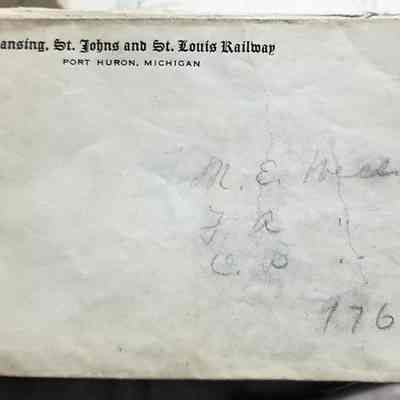 ansing, St. Johns and St. Louis Railway
PORT HURON, MICHIGAN
M. E.
F. R "
O. P "
176